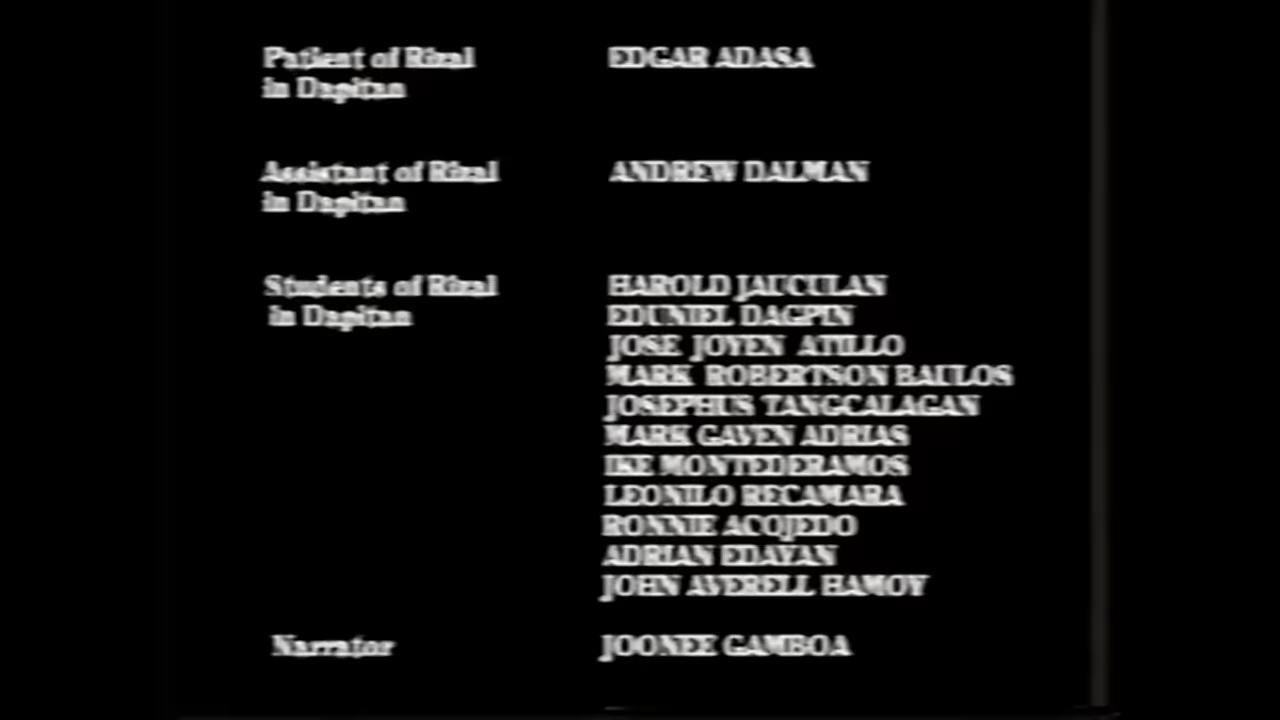 Patient of Rizal EDGAR ADASA
in Dapitan
Assistant of Rizal ANDREW DALMAN
in Dapitan
Students of Rizal HAROLD JAUCULAN
in Dapitan EDUNIEL DAGPIN
JOSE JOYEN ATILLO
MARK ROBERTSON BAULOS
JOSEPHUS TANGCALAGAN
MARK GAVEN ADRIAS
IKE MONTEDERAMOS
LEONILO RECAMARA
RONNIE ACOJEDO
ADRIAN EDAYAN
JOHN AVERELL HAMOY
Narrator JOONEE GAMBOA